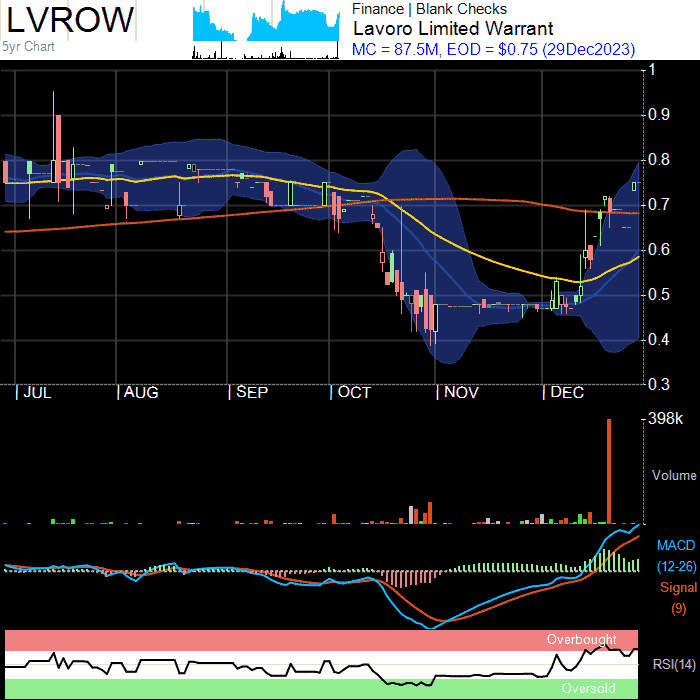 LVROW
5yr Chart
Finance | Blank Checks
Lavoro Limited Warrant
MC = 87.5M, EOD = $0.75 (29Dec2023)
1
0.9
0.8
0.7
0.6
0.5
0.4
0.3
| JUL | AUG | SEP | OCT | NOV | DEC
398k
Volume
MACD
(12-26)
Signal
(9)
Overbought
RSI(14)
Oversold